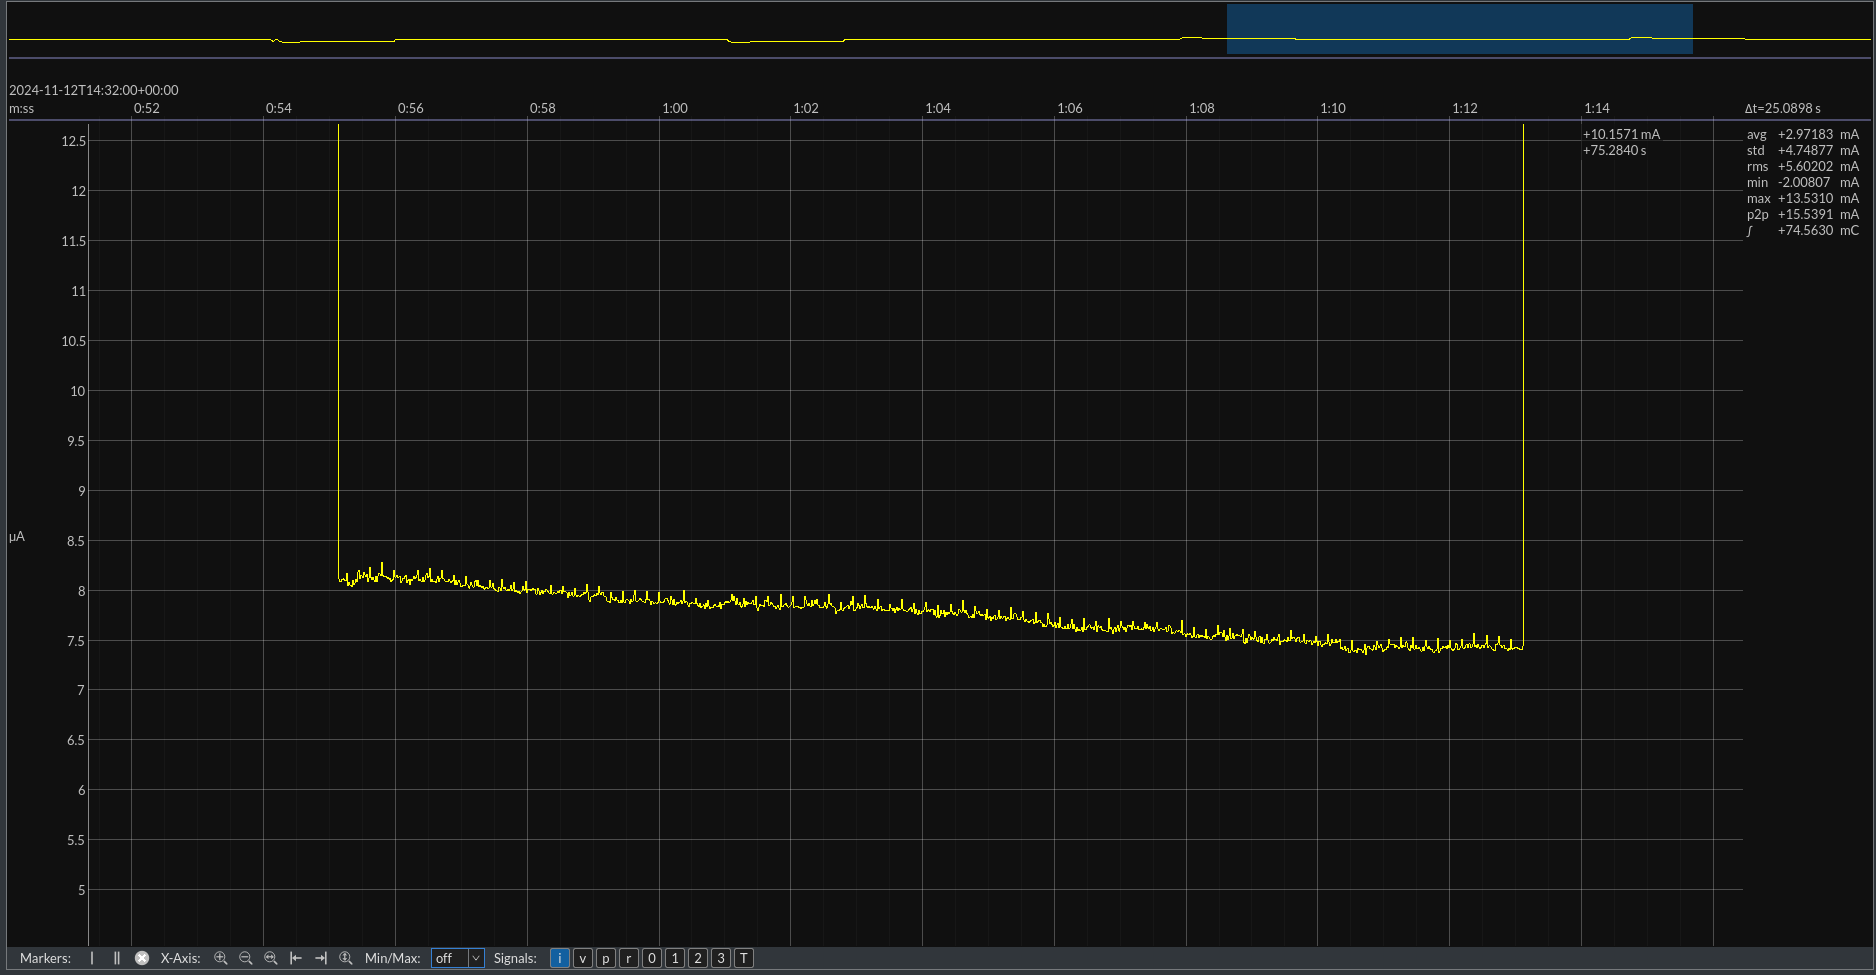 2024-11-12T14:32:00+00:00
m:ss 0:52 0:54 0:56 0:58 1:00 1:02 1:04 1:06 1:08 1:10 1:12 1:14 Δt=25.0898 s
+10.1571 mA
+75.2840 s
avg +2.97183 mA
std +4.74877 mA
rms +5.60202 mA
min -2.00807 mA
max +13.5310 mA
p2p +15.5391 mA
∫ +74.5630 mC
12.5
12
11.5
11
10.5
10
9.5
9
µA
8.5
8
7.5
7
6.5
6
5.5
5
Markers: X-Axis: Min/Max: off Signals: i v p r 0 1 2 3 T